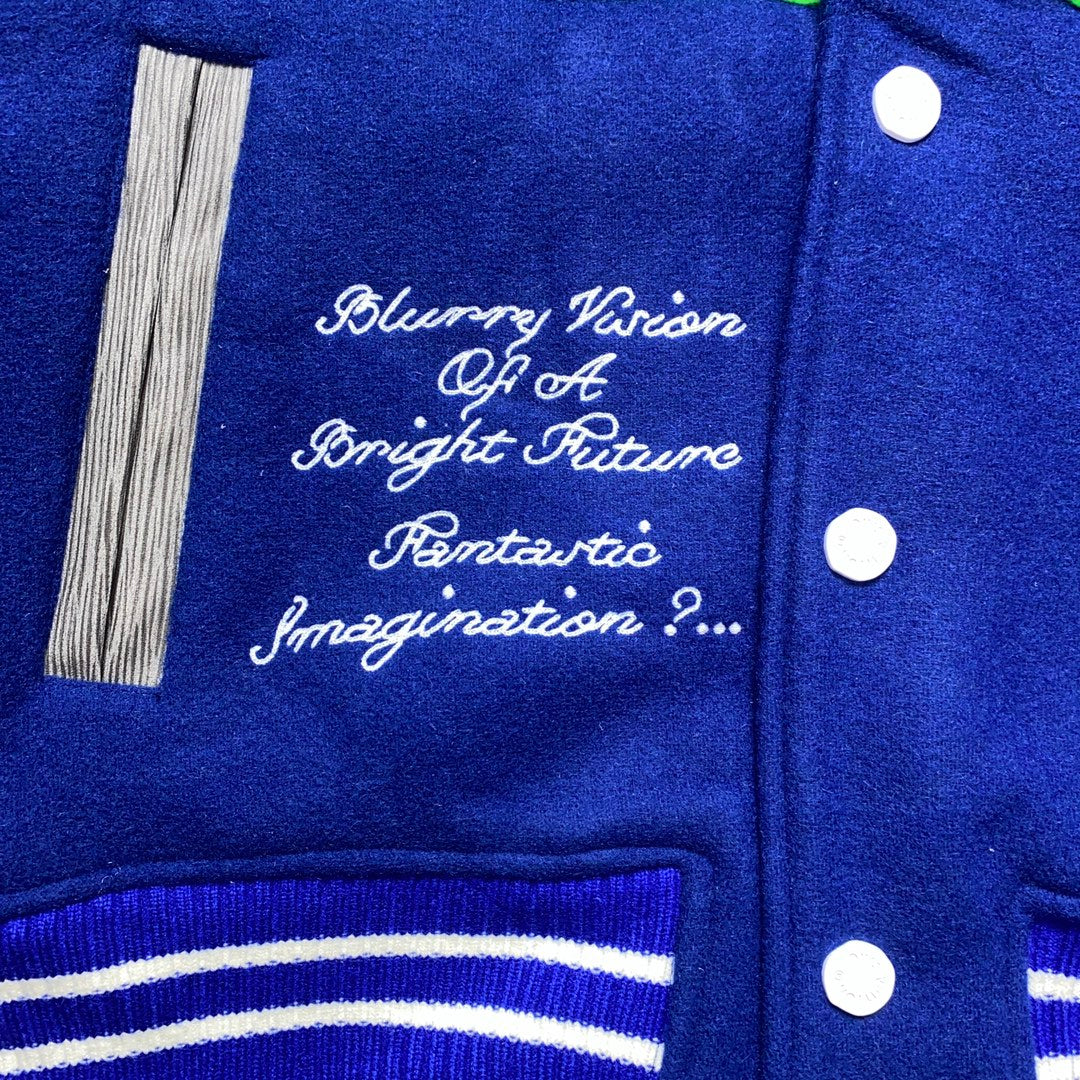 Blurry Vision
Of A
Bright Future
Fantastic
Imagination ?...